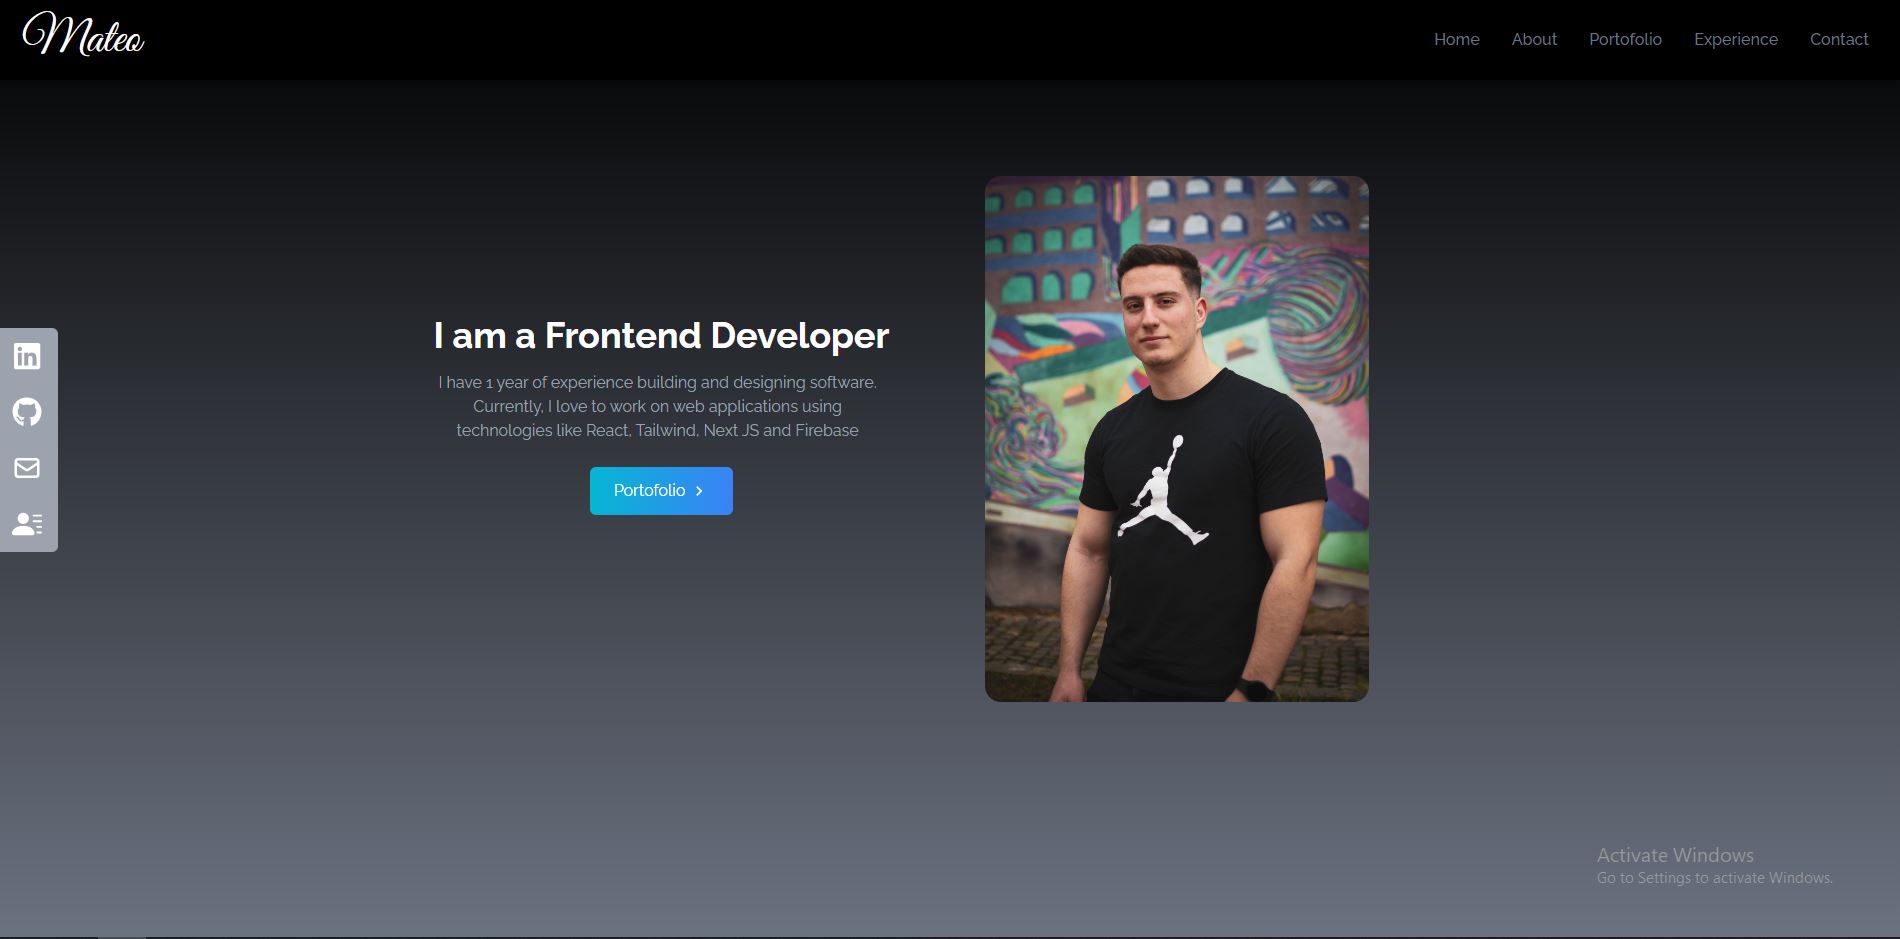 Mateo
Home About Portofolio Experience Contact
I am a Frontend Developer
I have 1 year of experience building and designing software.
Currently, I love to work on web applications using
technologies like React, Tailwind, Next JS and Firebase
Portofolio
in
Activate Windows
Go to Settings to activate Windows.